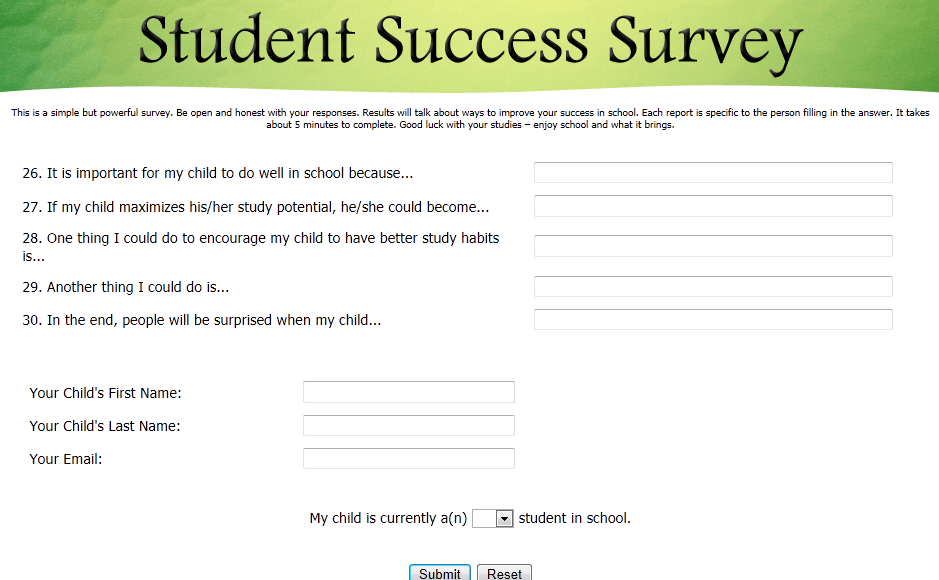 Student Success Survey
This is a simple but powerful survey. Be open and honest with your responses. Results will talk about ways to improve your success in school. Each report is specific to the person filling in the answer. It takes
about 5 minutes to complete. Good luck with your studies – enjoy school and what it brings.
26. It is important for my child to do well in school because...
27. If my child maximizes his/her study potential, he/she could become...
28. One thing I could do to encourage my child to have better study habits
is...
29. Another thing I could do is...
30. In the end, people will be surprised when my child...
Your Child's First Name:
Your Child's Last Name:
Your Email:
My child is currently a(n) student in school.
Submit Reset